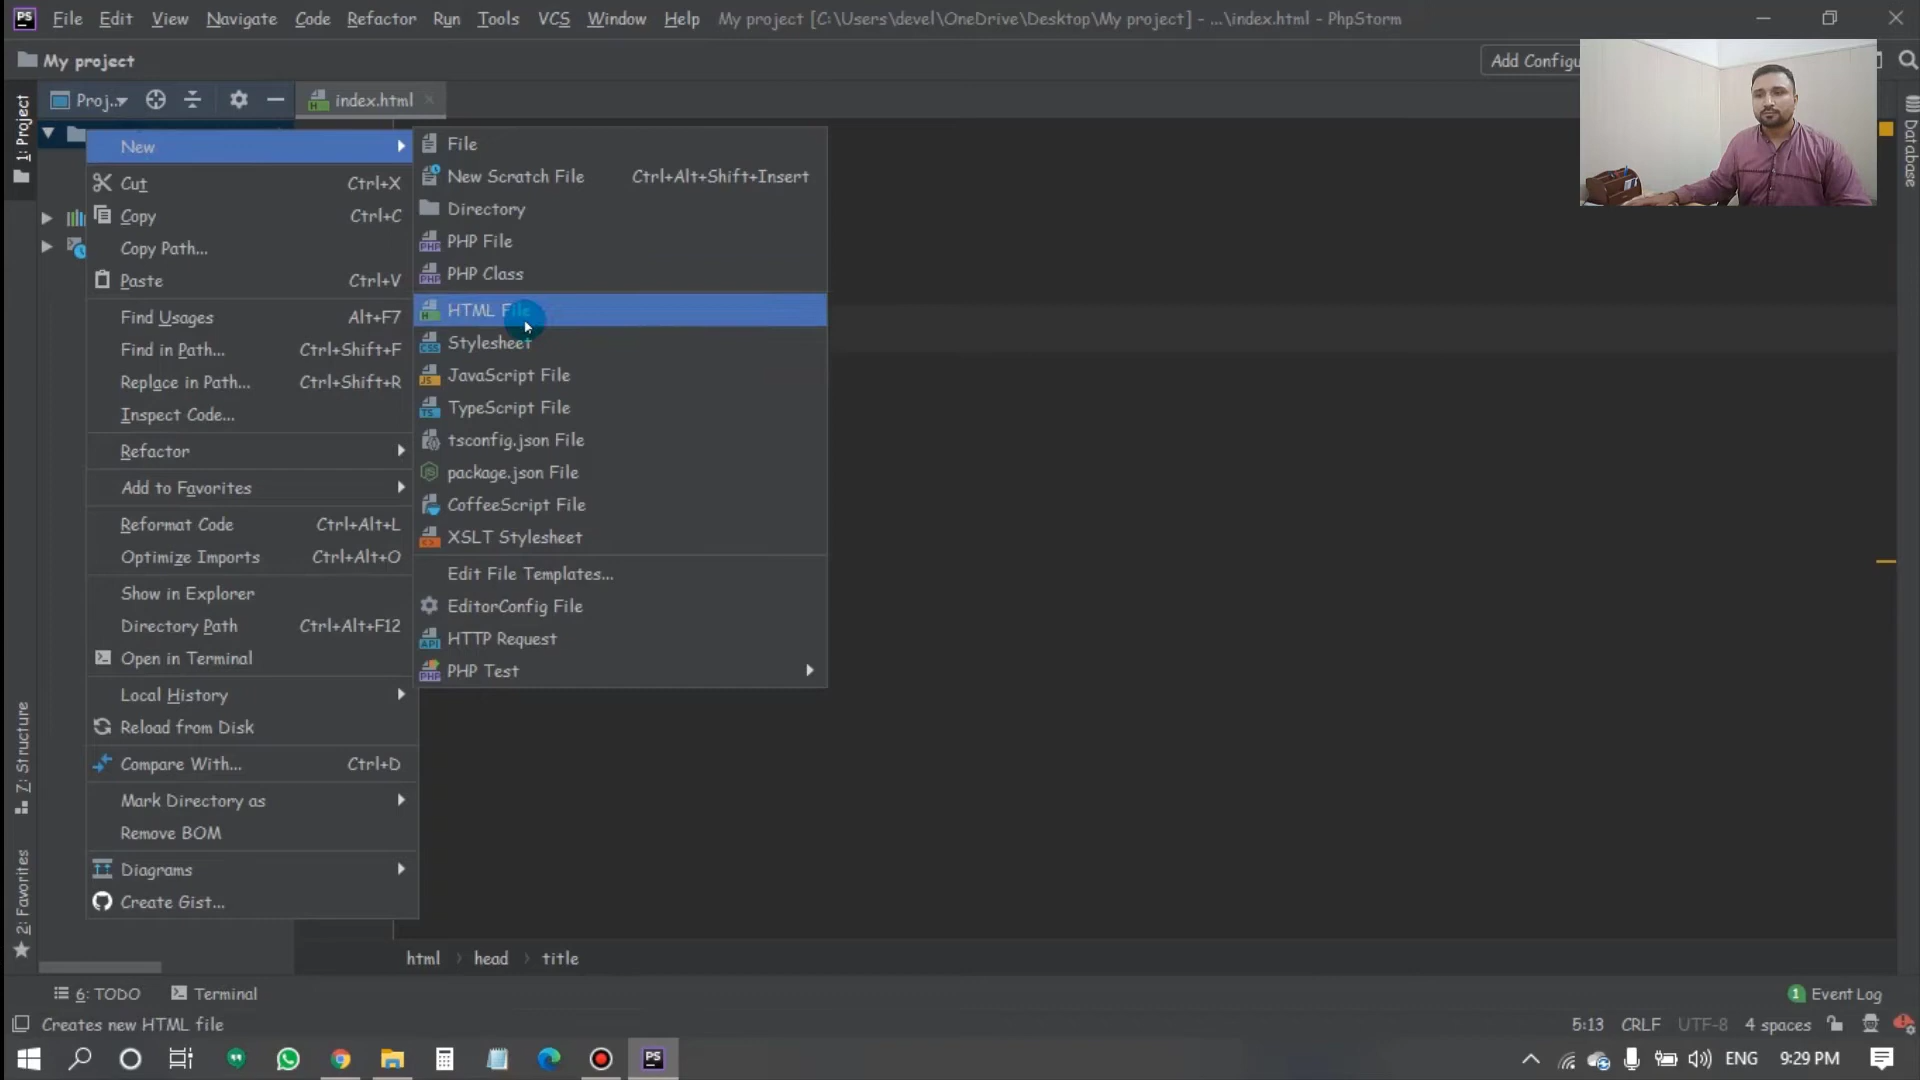 PS File Edit View Navigate Code Refactor Run Tools VCS Window Help My project [C:\Users\devel\OneDrive\Desktop\My project] - ...\index.html - PhpStorm
My project
Add Configu
1: Project
Proj..
index.html
Database
New
Cut Ctrl+X
Copy Ctrl+C
Copy Path...
Paste Ctrl+V
Find Usages Alt+F7
Find in Path... Ctrl+Shift+F
Replace in Path... Ctrl+Shift+R
Inspect Code...
Refactor
Add to Favorites
Reformat Code Ctrl+Alt+L
Optimize Imports Ctrl+Alt+O
Show in Explorer
Directory Path Ctrl+Alt+F12
Open in Terminal
Local History
Reload from Disk
Compare With... Ctrl+D
Mark Directory as
Remove BOM
Diagrams
Create Gist...
File
New Scratch File Ctrl+Alt+Shift+Insert
Directory
PHP File
PHP Class
HTML File
Stylesheet
JavaScript File
TypeScript File
tsconfig.json File
package.json File
CoffeeScript File
XSLT Stylesheet
Edit File Templates...
EditorConfig File
HTTP Request
PHP Test
Z: Structure
2: Favorites
html head title
6: TODO Terminal
1 Event Log
Creates new HTML file
5:13 CRLF UTF-8 4 spaces
PS
ENG 9:29 PM